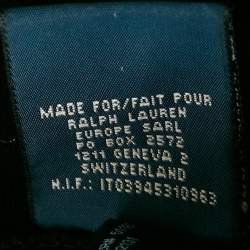 MADE FOR/FAIT POUR
RALPH LAUREN
EUROPE SARL
PO BOX 2572
1211 GENEVA 2
SWITZERLAND
N.I.F.: IT03945310963